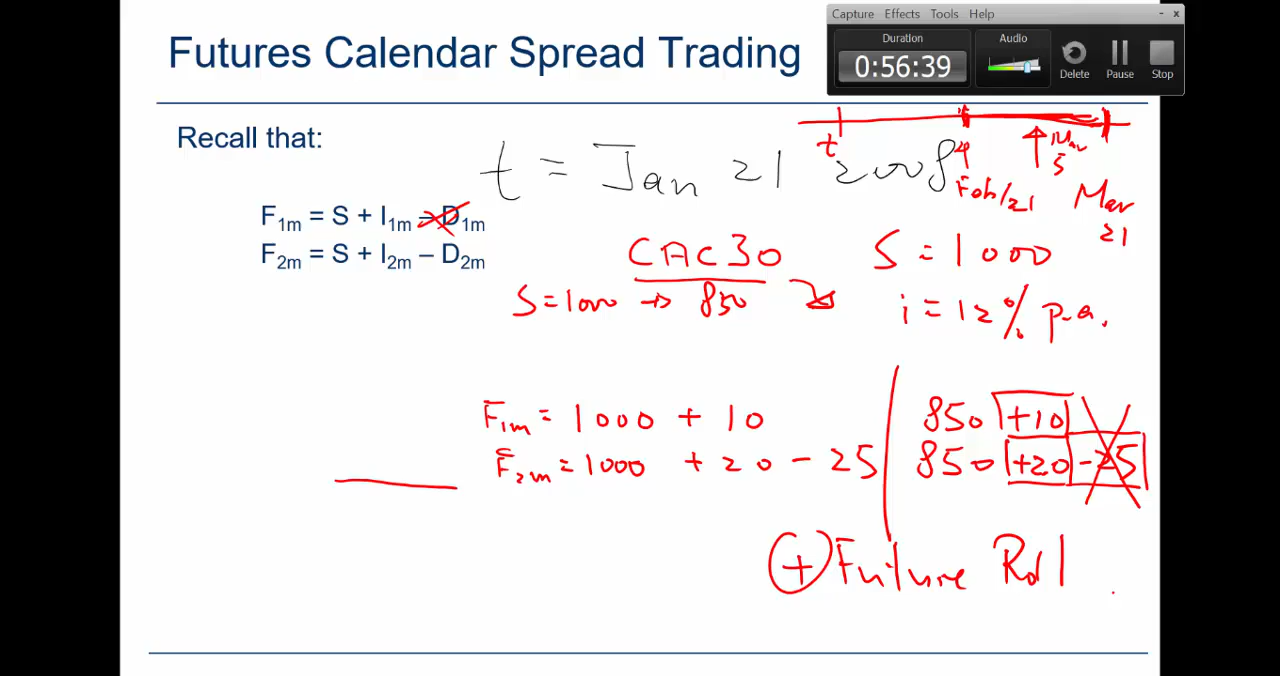 Capture Effects Tools Help
Duration
Audio
0:56:39
Delete
Pause
Stop
Futures Calendar Spread Trading
Recall that:
t = Jan 21 2008
t
Feb/21
Mar
5
Mar
21
F1m = S + I1m – D1m
F2m = S + I2m – D2m
CAC30
S = 1000
S = 1000 → 850
i = 12% p.a.
F1m = 1000 + 10
850 +10
F2m = 1000 + 20 - 25
850 +20 -25
+ Future Roll